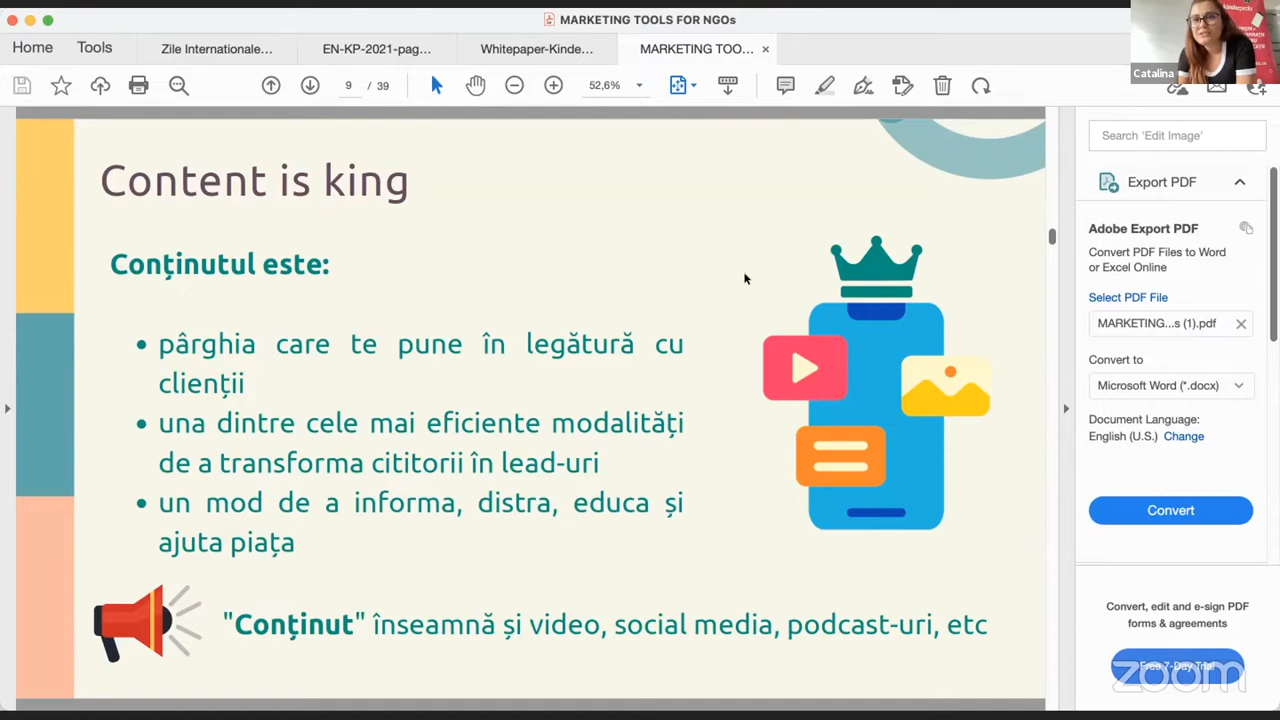 MARKETING TOOLS FOR NGOs
Home
Tools
Zile Internationale...
EN-KP-2021-pag...
Whitepaper-Kinde...
MARKETING TOO...
Catalina
9 / 39
52,6%
Content is king
Conținutul este:
• pârghia care te pune în legătură cu
clienții
• una dintre cele mai eficiente modalități
de a transforma cititorii în lead-uri
• un mod de a informa, distra, educa și
ajuta piața
"Conținut" înseamnă și video, social media, podcast-uri, etc
Search 'Edit Image'
Export PDF
Adobe Export PDF
Convert PDF Files to Word
or Excel Online
Select PDF File
MARKETING...s (1).pdf
Convert to
Microsoft Word (*.docx)
Document Language:
English (U.S.) Change
Convert
Convert, edit and e-sign PDF
forms & agreements
Free 7-Day Trial
zoom